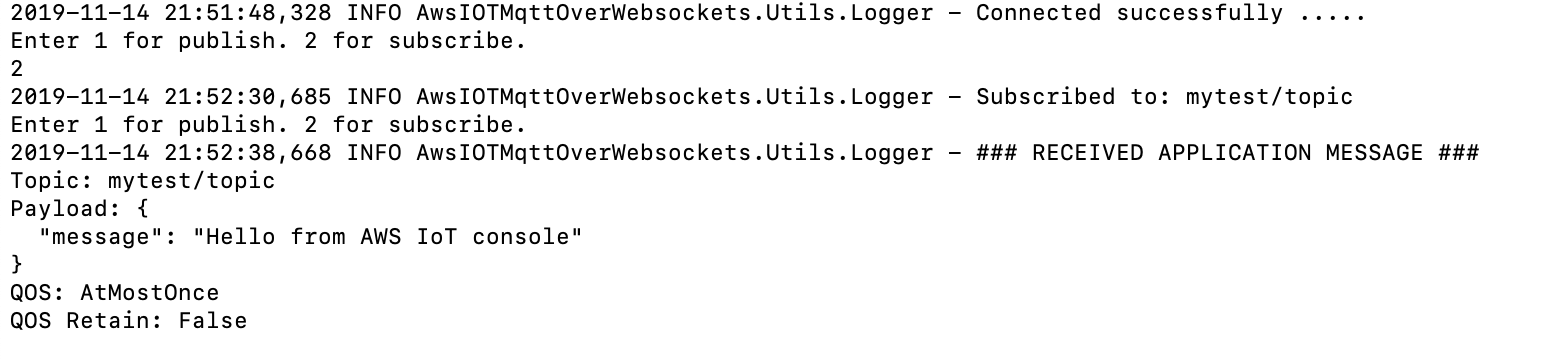 2019-11-14 21:51:48,328 INFO AwsIOTMqttOverWebsockets.Utils.Logger - Connected successfully .....
Enter 1 for publish. 2 for subscribe.
2
2019-11-14 21:52:30,685 INFO AwsIOTMqttOverWebsockets.Utils.Logger - Subscribed to: mytest/topic
Enter 1 for publish. 2 for subscribe.
2019-11-14 21:52:38,668 INFO AwsIOTMqttOverWebsockets.Utils.Logger - ### RECEIVED APPLICATION MESSAGE ###
Topic: mytest/topic
Payload: {
  "message": "Hello from AWS IoT console"
}
QOS: AtMostOnce
QOS Retain: False